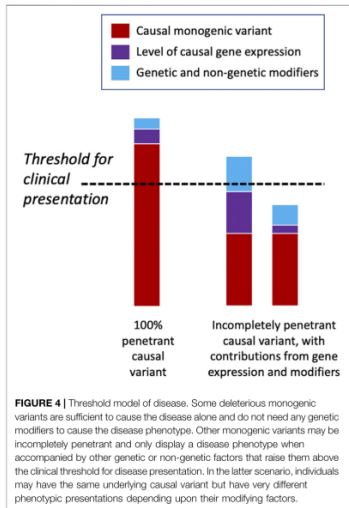 Causal monogenic variant
Level of causal gene expression
Genetic and non-genetic modifiers
Threshold for
clinical
presentation
100%
penetrant
causal
variant
Incompletely penetrant
causal variant, with
contributions from gene
expression and modifiers
FIGURE 4 | Threshold model of disease. Some deleterious monogenic
variants are sufficient to cause the disease alone and do not need any genetic
modifiers to cause the disease phenotype. Other monogenic variants may be
incompletely penetrant and only display a disease phenotype when
accompanied by other genetic or non-genetic factors that raise them above
the clinical threshold for disease presentation. In the latter scenario, individuals
may have the same underlying causal variant but have very different
phenotypic presentations depending upon their modifying factors.